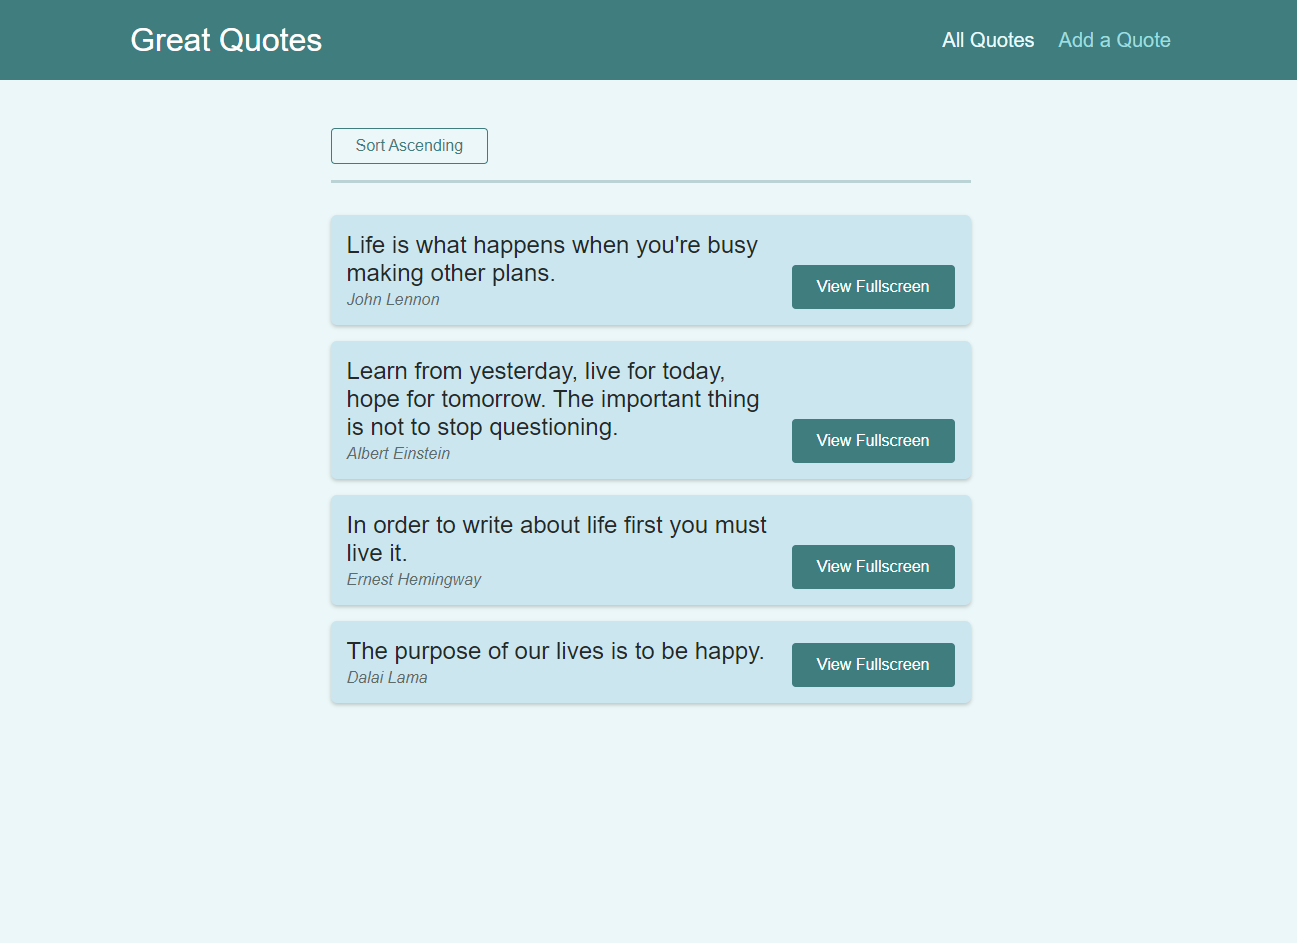 Great Quotes
All Quotes Add a Quote
Sort Ascending
Life is what happens when you're busy
making other plans.
John Lennon
View Fullscreen
Learn from yesterday, live for today,
hope for tomorrow. The important thing
is not to stop questioning.
Albert Einstein
View Fullscreen
In order to write about life first you must
live it.
Ernest Hemingway
View Fullscreen
The purpose of our lives is to be happy.
Dalai Lama
View Fullscreen